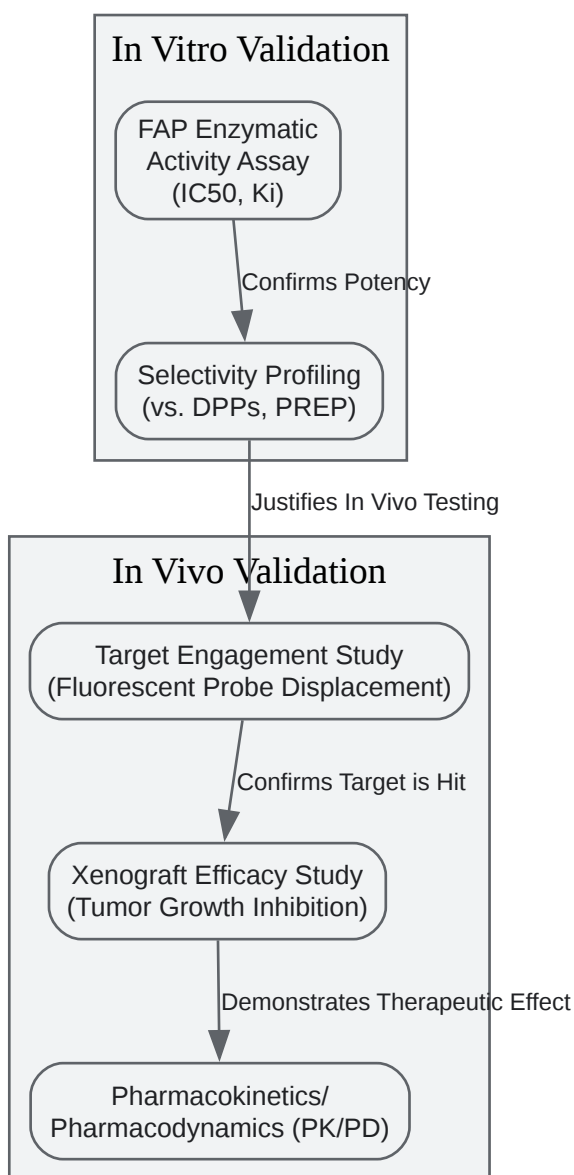 In Vitro Validation
FAP Enzymatic
Activity Assay
(IC50, Ki)
Confirms Potency
Selectivity Profiling
(vs. DPPs, PREP)
Justifies In Vivo Testing
In Vivo Validation
Target Engagement Study
(Fluorescent Probe Displacement)
Confirms Target is Hit
Xenograft Efficacy Study
(Tumor Growth Inhibition)
Demonstrates Therapeutic Effect
Pharmacokinetics/
Pharmacodynamics (PK/PD)